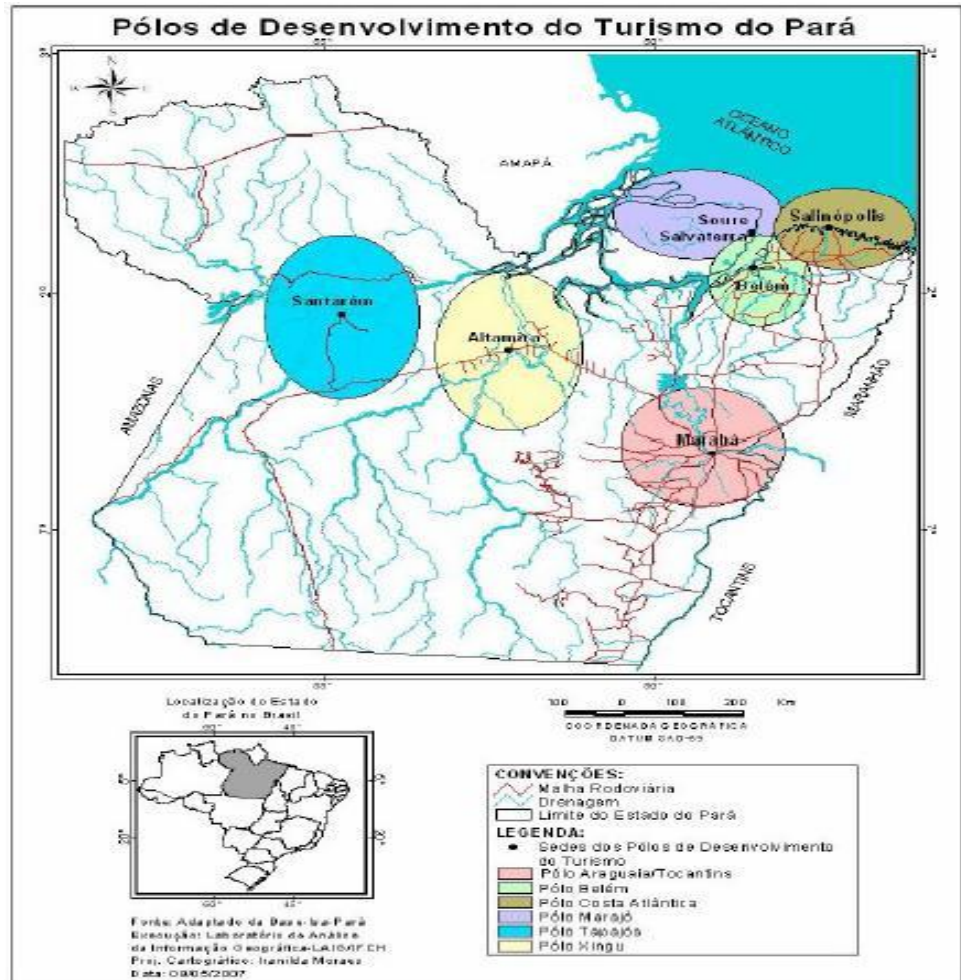 Pólos de Desenvolvimento do Turismo do Pará
N
OCEANO
ATLÂNTICO
AMAPÁ
Soure
Salvaterra
Salinópolis
Belém
Santarém
Altamira
Marabá
AMAZONAS
MARANHÃO
TOCANTINS
100 0 100 200 Km
COORDENADA GEOGRÁFICA
DATUM SAD-69
Localização do Estado
do Pará no Brasil
CONVENÇÕES:
Malha Rodoviária
Drenagem
Limite do Estado do Pará
LEGENDA:
Sedes dos Pólos de Desenvolvimento
do Turismo
Pólo Araguaia/Tocantins
Pólo Belém
Pólo Costa Atlântica
Pólo Marajó
Pólo Tapajós
Pólo Xingu
Fonte: Adaptado da Base-Ipa-Pará
Execução: Laboratório de Análise
da Informação Geográfica-LAIG/IFCH
Proj. Cartográfico: Iranilda Moraes
Data: 09/05/2007